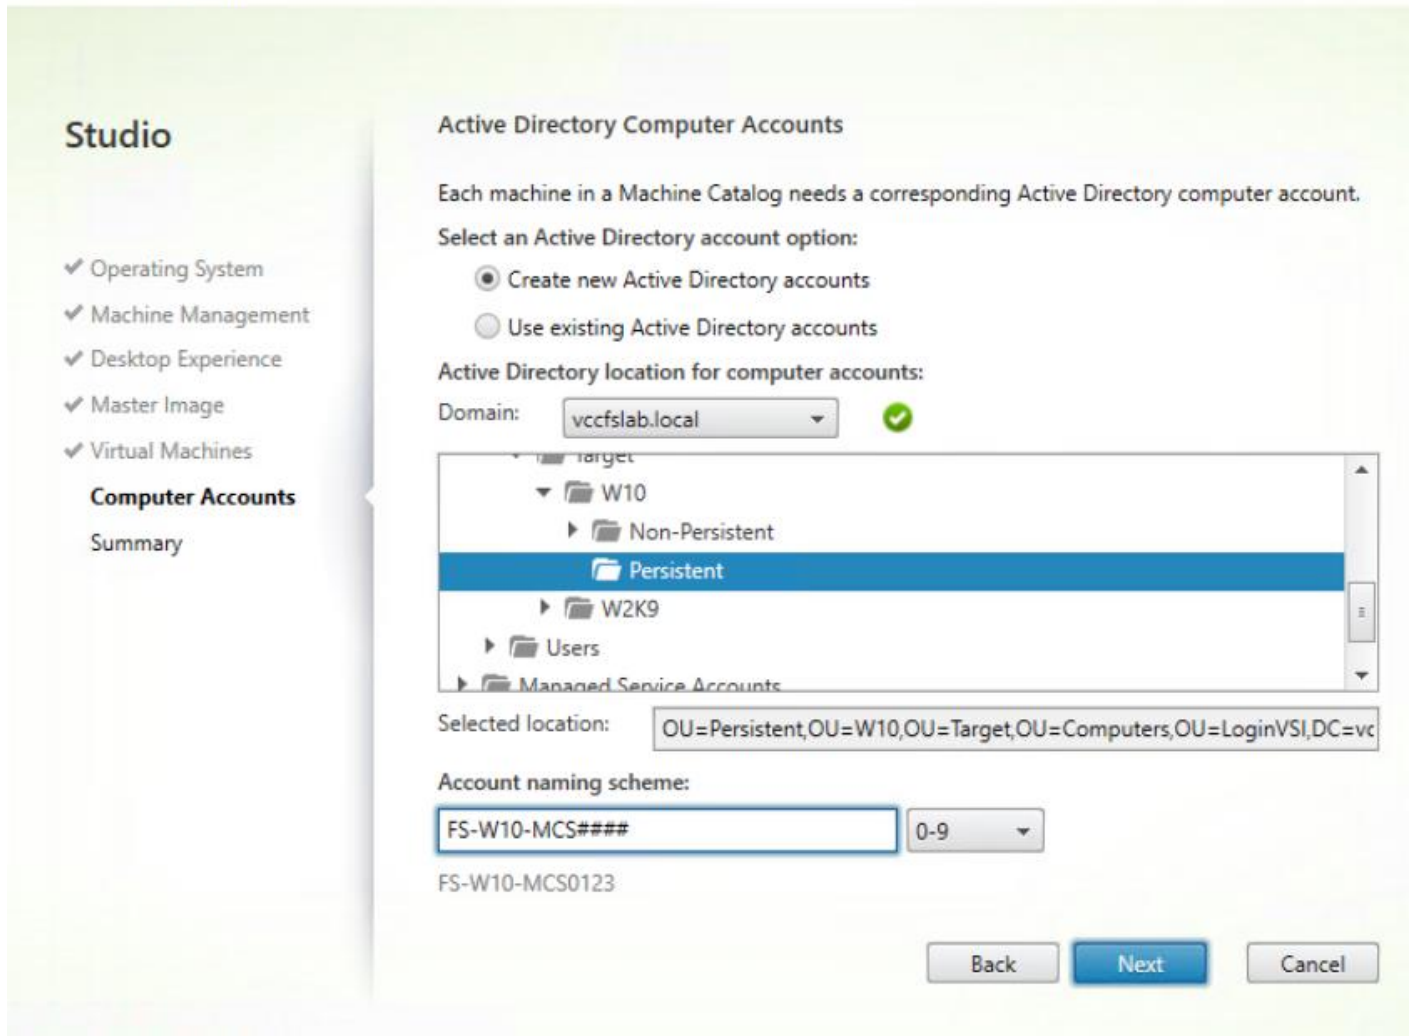 Studio
Operating System
Machine Management
Desktop Experience
Master Image
Virtual Machines
Computer Accounts
Summary
Active Directory Computer Accounts
Each machine in a Machine Catalog needs a corresponding Active Directory computer account.
Select an Active Directory account option:
Create new Active Directory accounts
Use existing Active Directory accounts
Active Directory location for computer accounts:
Domain: vccfslab.local
Target
W10
Non-Persistent
Persistent
W2K9
Users
Managed Service Accounts
Selected location: OU=Persistent,OU=W10,OU=Target,OU=Computers,OU=LoginVSI,DC=vc
Account naming scheme:
FS-W10-MCS#### 0-9
FS-W10-MCS0123
Back Next Cancel